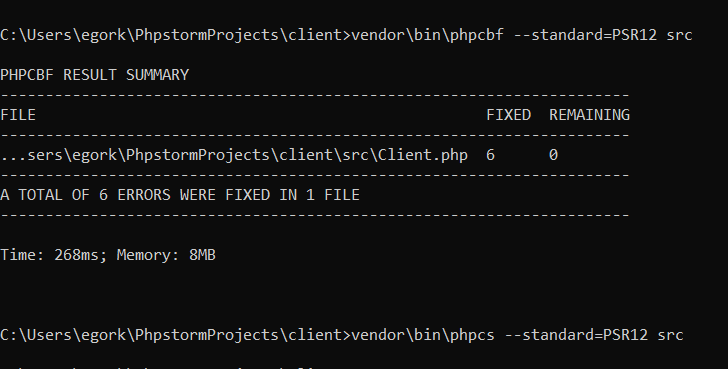 C:\Users\egork\PhpstormProjects\client>vendor\bin\phpcbf --standard=PSR12 src
PHPCBF RESULT SUMMARY
----------------------------------------------------------------------
FILE                                                  FIXED  REMAINING
----------------------------------------------------------------------
...sers\egork\PhpstormProjects\client\src\Client.php  6      0
----------------------------------------------------------------------
A TOTAL OF 6 ERRORS WERE FIXED IN 1 FILE
----------------------------------------------------------------------
Time: 268ms; Memory: 8MB
C:\Users\egork\PhpstormProjects\client>vendor\bin\phpcs --standard=PSR12 src